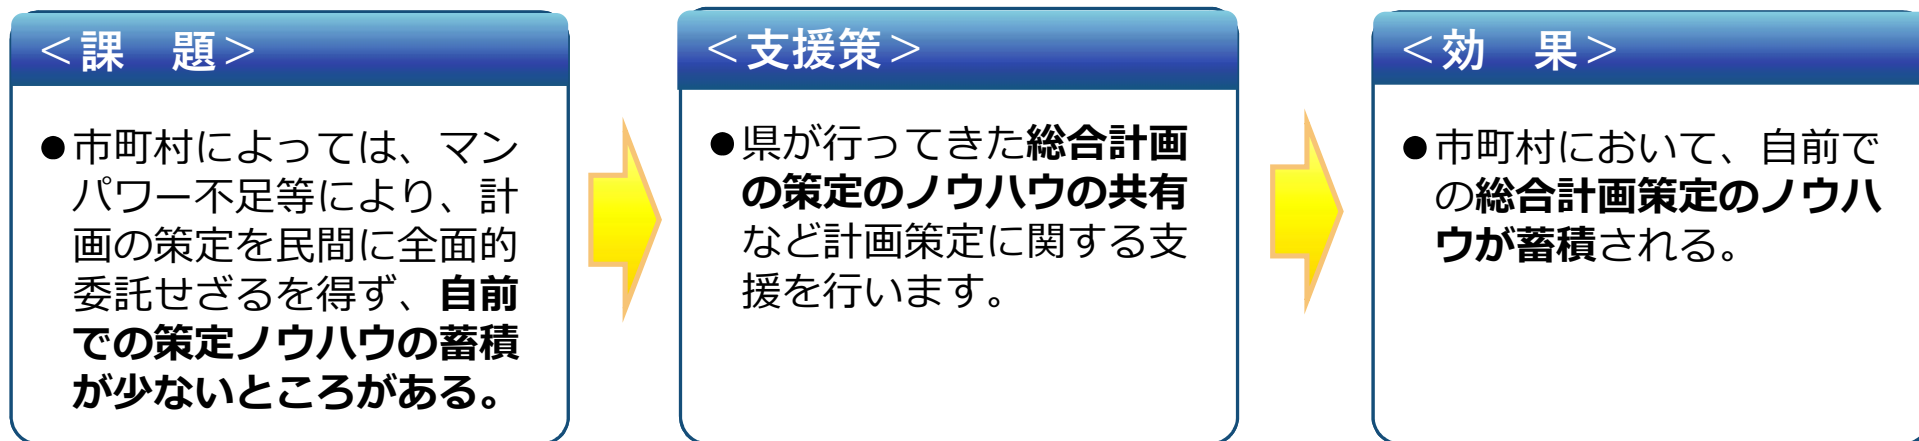 ＜課　題＞
●市町村によっては、マン
パワー不足等により、計
画の策定を民間に全面的
委託せざるを得ず、自前
での策定ノウハウの蓄積
が少ないところがある。
＜支援策＞
●県が行ってきた総合計画
の策定のノウハウの共有
など計画策定に関する支
援を行います。
＜効　果＞
●市町村において、自前で
の総合計画策定のノウハ
ウが蓄積される。